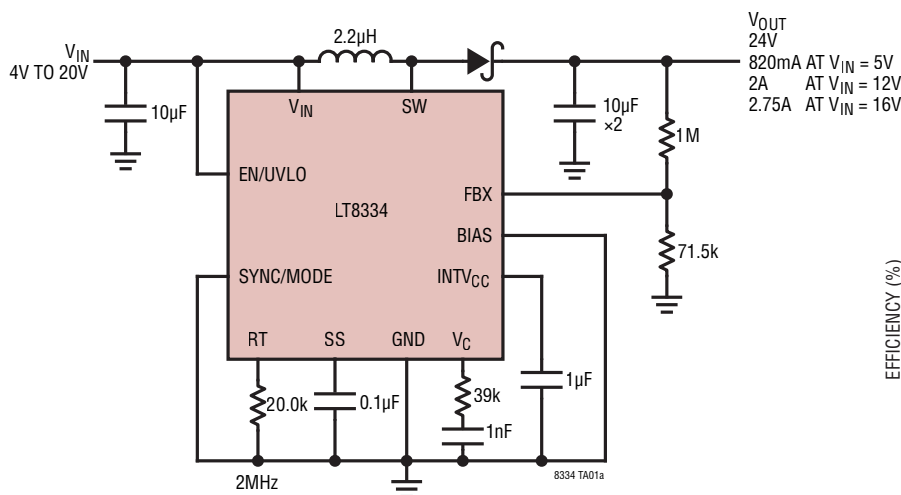 V_IN
4V TO 20V
10µF
2.2µH
V_OUT
24V
820mA AT V_IN = 5V
2A AT V_IN = 12V
2.75A AT V_IN = 16V
10µF
×2
1M
71.5k
V_IN
SW
EN/UVLO
FBX
LT8334
BIAS
SYNC/MODE
INTV_CC
RT
SS
GND
V_C
20.0k
0.1µF
39k
1nF
1µF
2MHz
8334 TA01a
EFFICIENCY (%)